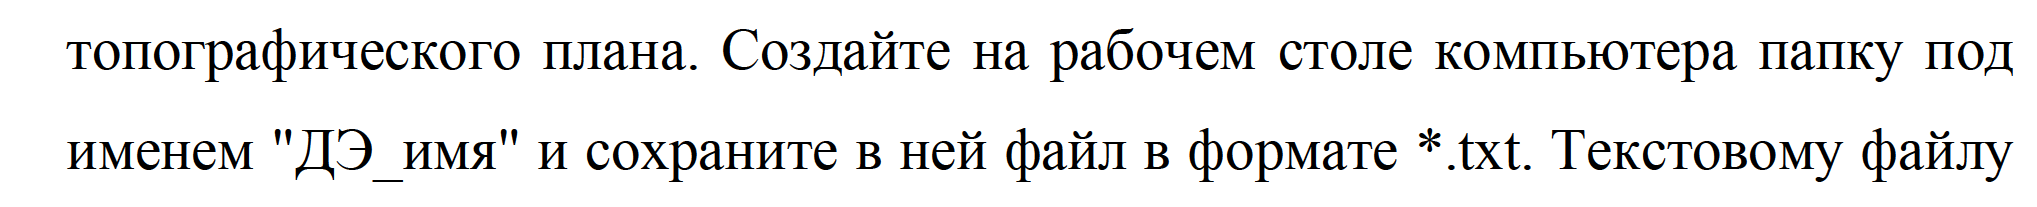 топографического плана. Создайте на рабочем столе компьютера папку под
именем "ДЭ_имя" и сохраните в ней файл в формате *.txt. Текстовому файлу